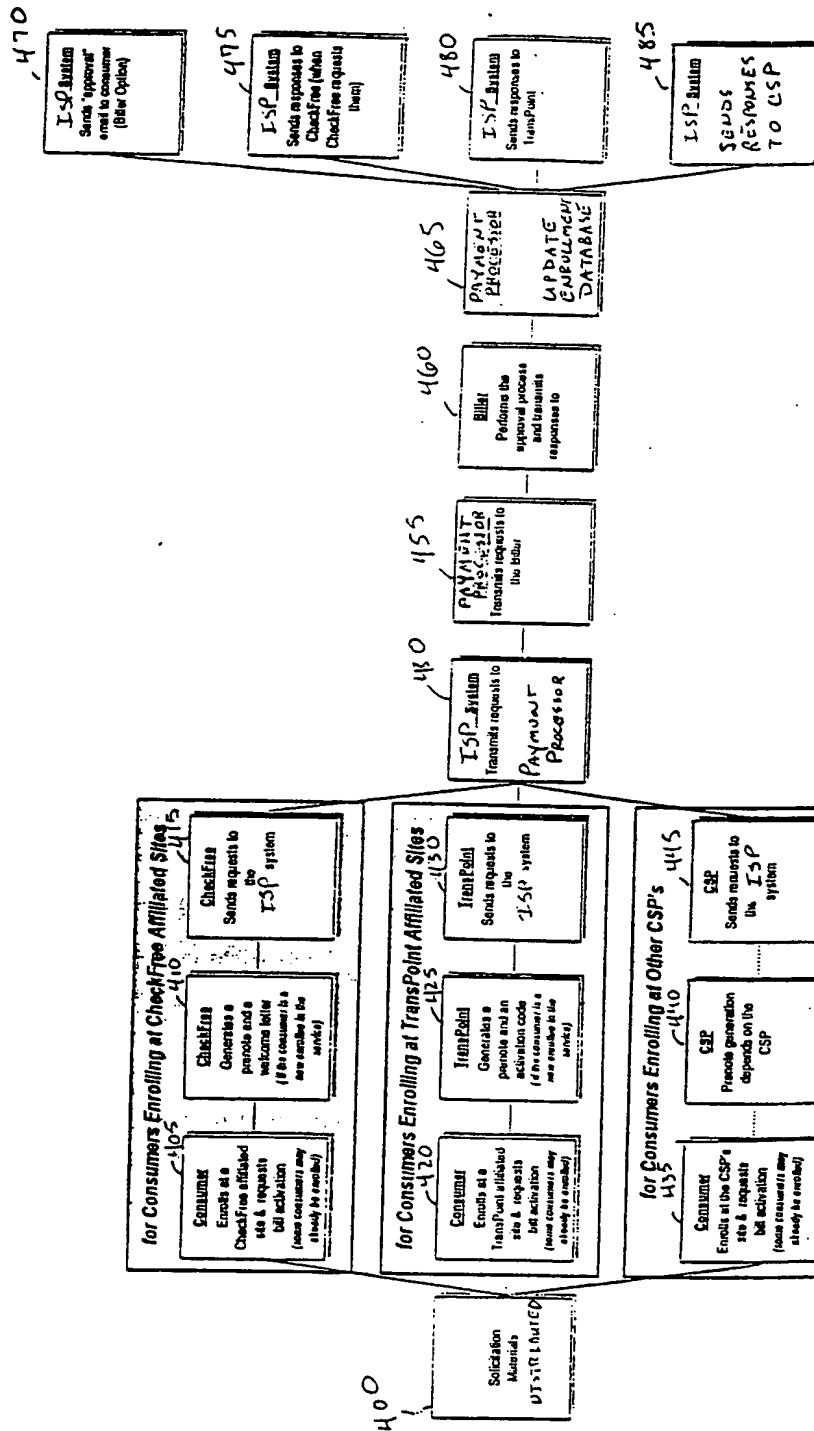 400
Solicitation
Materials
DISTRIBUTED
for Consumers Enrolling at CheckFree Affiliated Sites
405
Consumer
Enrolls at a
CheckFree affiliated
site & requests
bill activation
(some consumers may
already be enrolled)
410
CheckFree
Generates a
prenote and a
welcome letter
(if the consumer is a
new enrollee in the
service)
415
CheckFree
Sends requests to
the
ISP system
for Consumers Enrolling at TransPoint Affiliated Sites
420
Consumer
Enrolls at a
TransPoint affiliated
site & requests
bill activation
(some consumers may
already be enrolled)
425
TransPoint
Generates a
prenote and an
activation code
(if the consumer is a
new enrollee in the
service)
430
TransPoint
Sends requests to
the
ISP system
for Consumers Enrolling at Other CSP's
435
Consumer
Enrolls at the CSP's
site & requests
bill activation
(some consumers may
already be enrolled)
440
CSP
Prenote generation
depends on the
CSP
445
CSP
Sends requests to
the ISP
system
480
ISP system
Transmits requests to
PAYMENT
PROCESSOR
455
PAYMENT
PROCESSOR
Transmits requests to
the Biller
460
Biller
Performs the
approval process
and transmits
responses to
465
PAYMENT
PROCESSOR
UPDATE
ENROLLMENT
DATABASE
470
ISP system
Sends "approval"
email to consumer
(Biller Option)
475
ISP system
Sends responses to
CheckFree (when
CheckFree requests
them)
480
ISP system
Sends responses to
TransPoint
485
ISP system
SENDS
RESPONSES
TO CSP